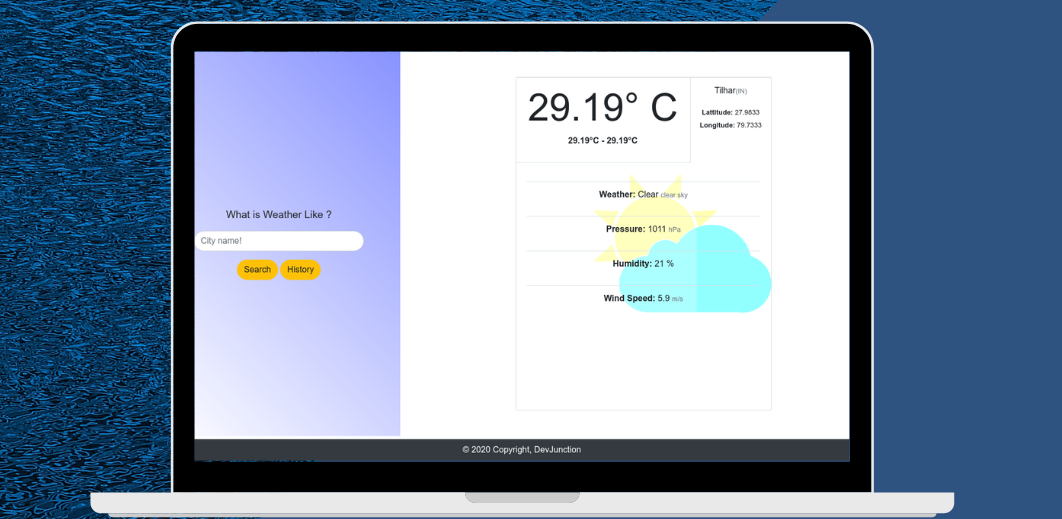 What is Weather Like ?
City name!
Search History
29.19° C
29.19°C - 29.19°C
Tilhar(IN)
Lattitude: 27.9833
Longitude: 79.7333
Weather: Clear clear sky
Pressure: 1011 hPa
Humidity: 21 %
Wind Speed: 5.9 m/s
© 2020 Copyright, DevJunction